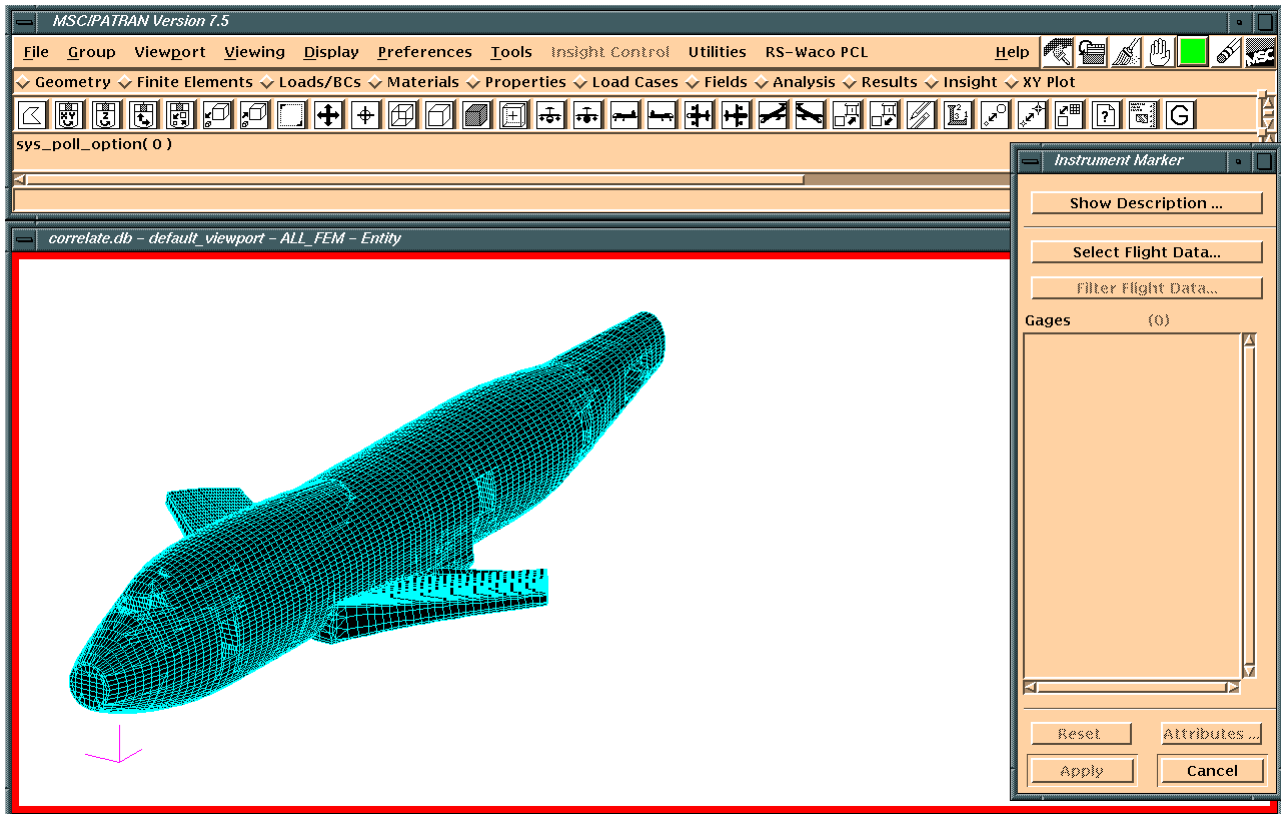 MSC/PATRAN Version 7.5
File Group Viewport Viewing Display Preferences Tools Insight Control Utilities RS-Waco PCL Help
MSC
Geometry Finite Elements Loads/BCs Materials Properties Load Cases Fields Analysis Results Insight XY Plot
XY Z ? G
sys_poll_option( 0 )
Instrument Marker
Show Description ...
Select Flight Data...
Filter Flight Data...
Gages (0)
Reset Attributes ...
Apply Cancel
correlate.db - default_viewport - ALL_FEM - Entity